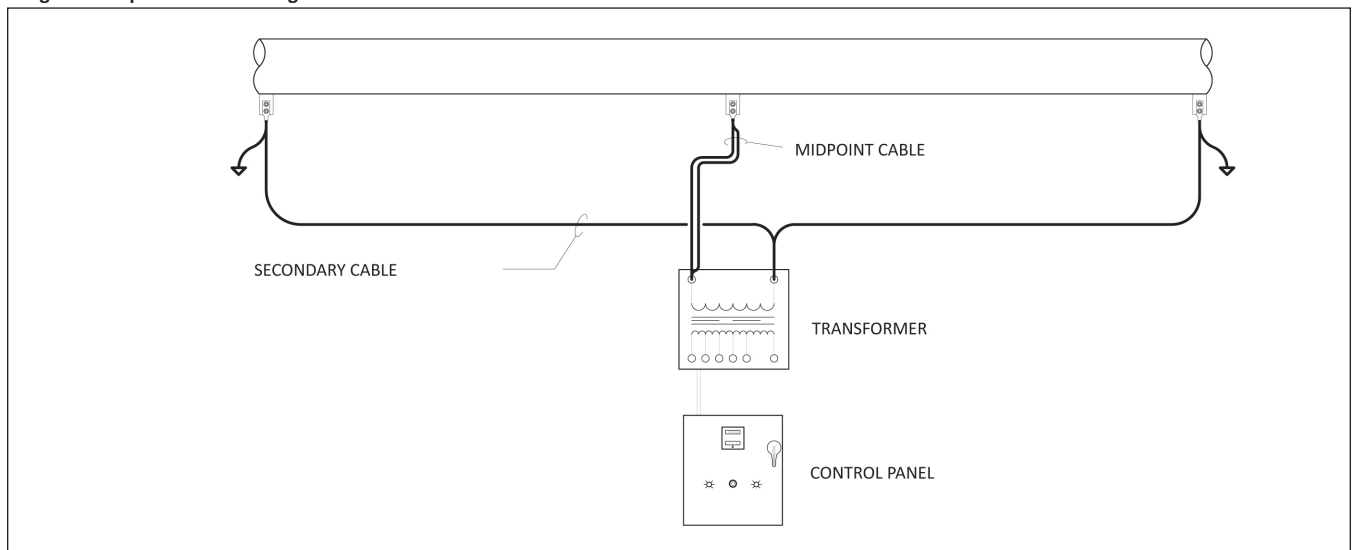 MIDPOINT CABLE
SECONDARY CABLE
TRANSFORMER
CONTROL PANEL